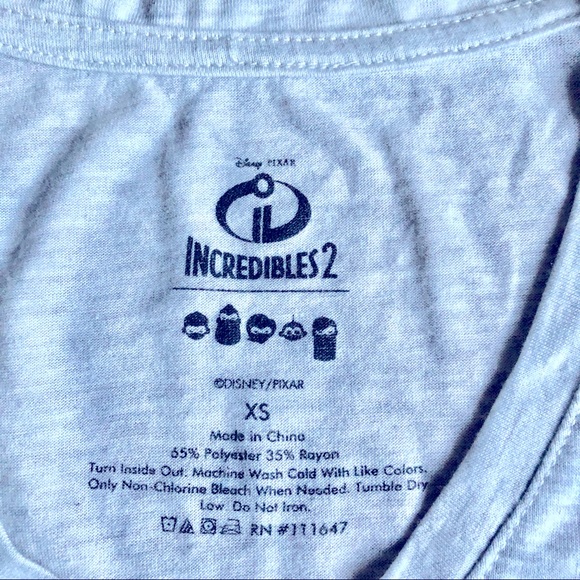 Disney PIXAR
INCREDIBLES 2
©DISNEY/PIXAR
XS
Made in China
65% Polyester 35% Rayon
Turn Inside Out. Machine Wash Cold With Like Colors.
Only Non-Chlorine Bleach When Needed. Tumble Dry
Low. Do Not Iron.
RN #111647